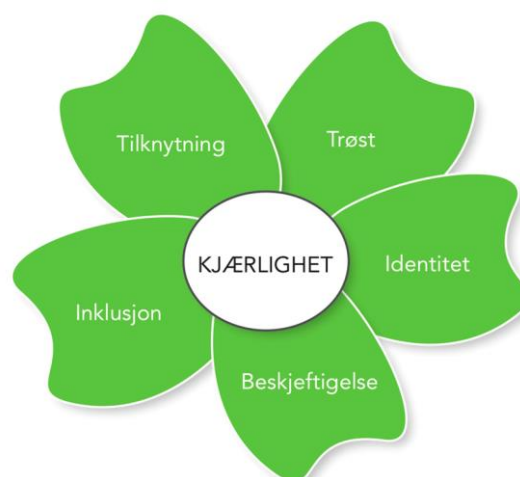 Tilknytning
Trøst
KJÆRLIGHET
Identitet
Inklusjon
Beskjeftigelse